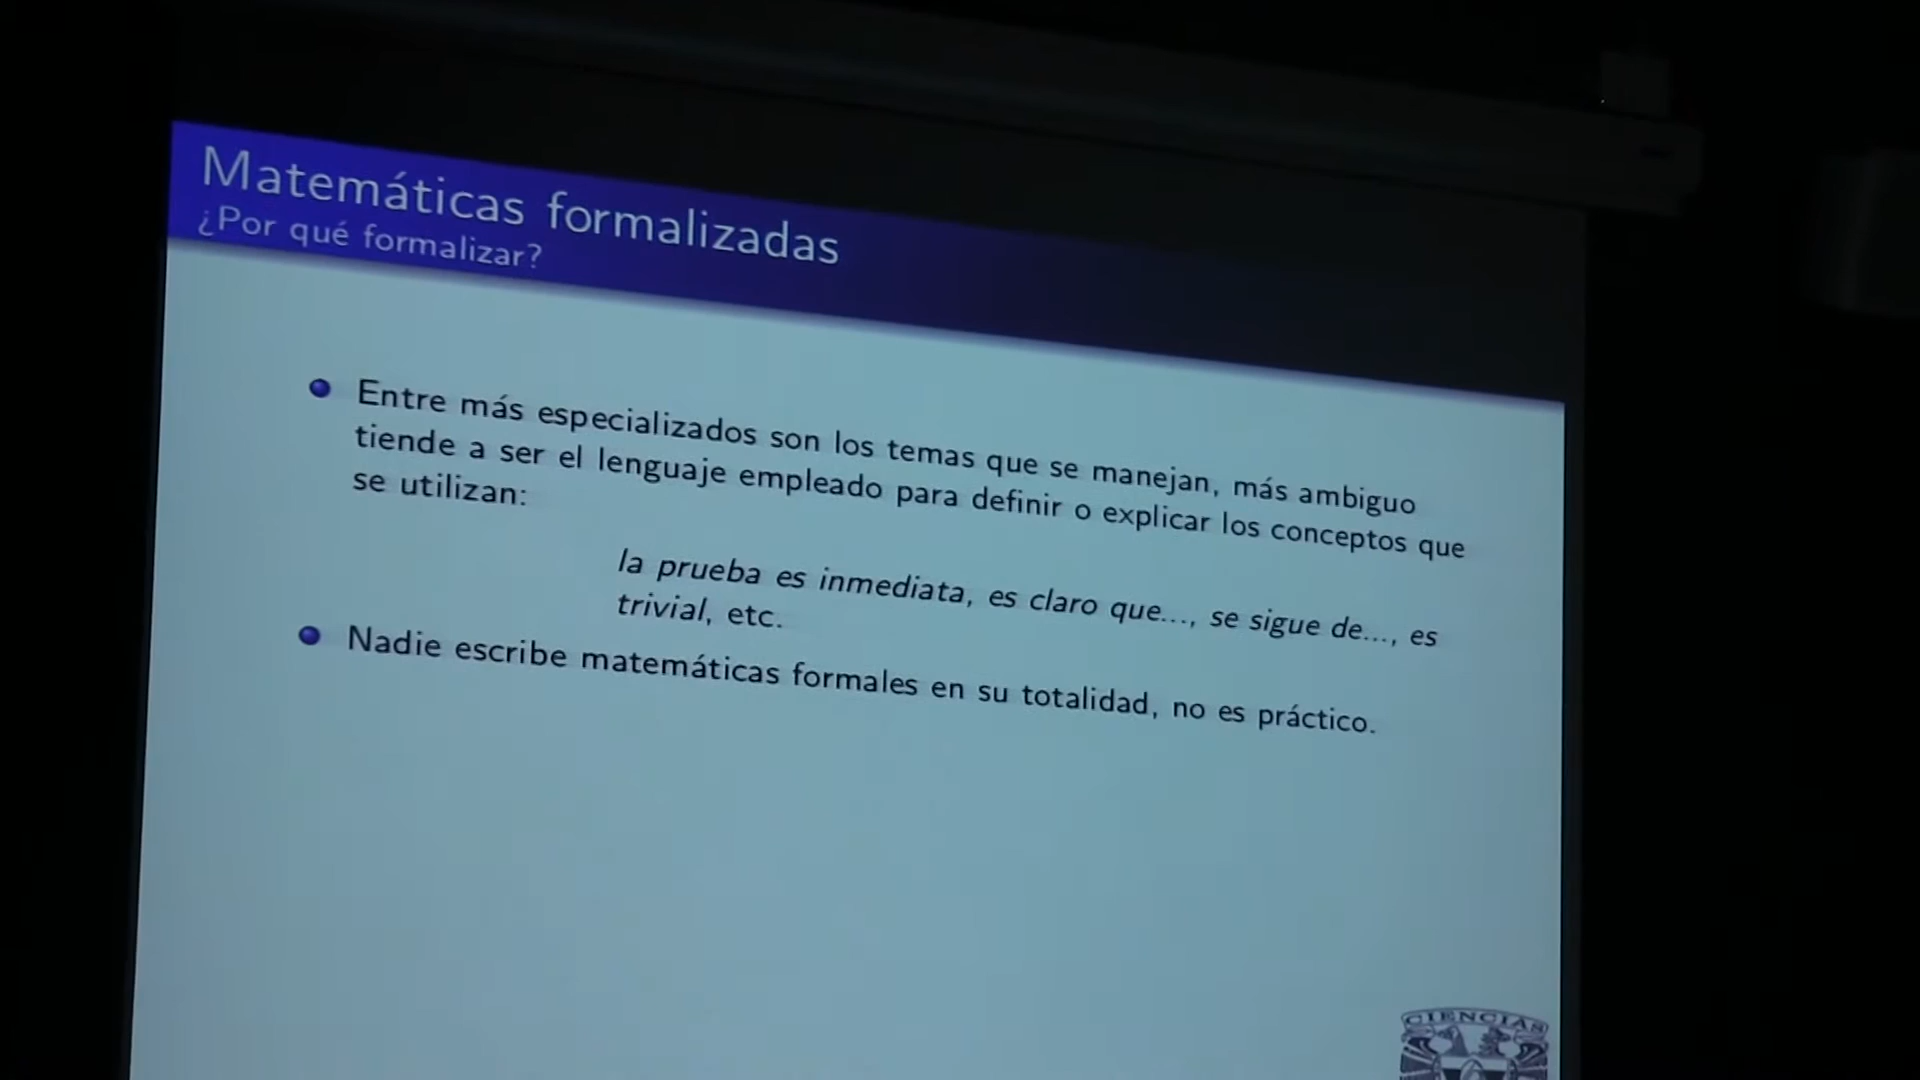 Matemáticas formalizadas
¿Por qué formalizar?
Entre más especializados son los temas que se manejan, más ambiguo
tiende a ser el lenguaje empleado para definir o explicar los conceptos que
se utilizan:
la prueba es inmediata, es claro que..., se sigue de..., es
trivial, etc.
Nadie escribe matemáticas formales en su totalidad, no es práctico.
CIENCIAS